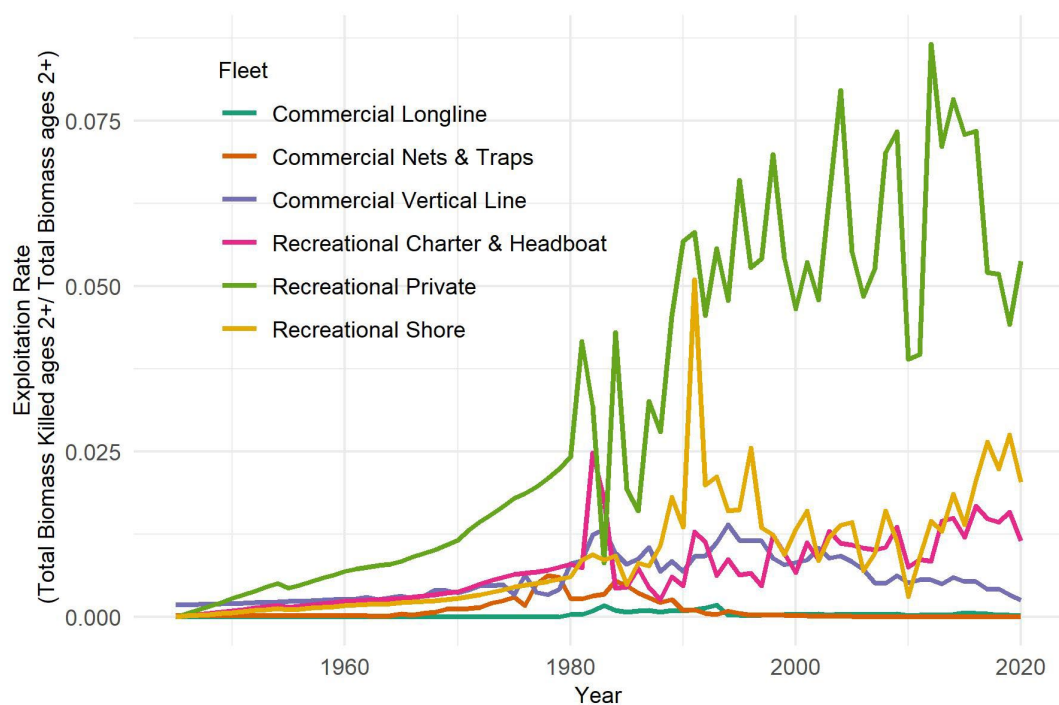 Fleet
Commercial Longline
Commercial Nets & Traps
Commercial Vertical Line
Recreational Charter & Headboat
Recreational Private
Recreational Shore
Exploitation Rate
(Total Biomass Killed ages 2+/ Total Biomass ages 2+)
0.075
0.050
0.025
0.000
1960
1980
2000
2020
Year